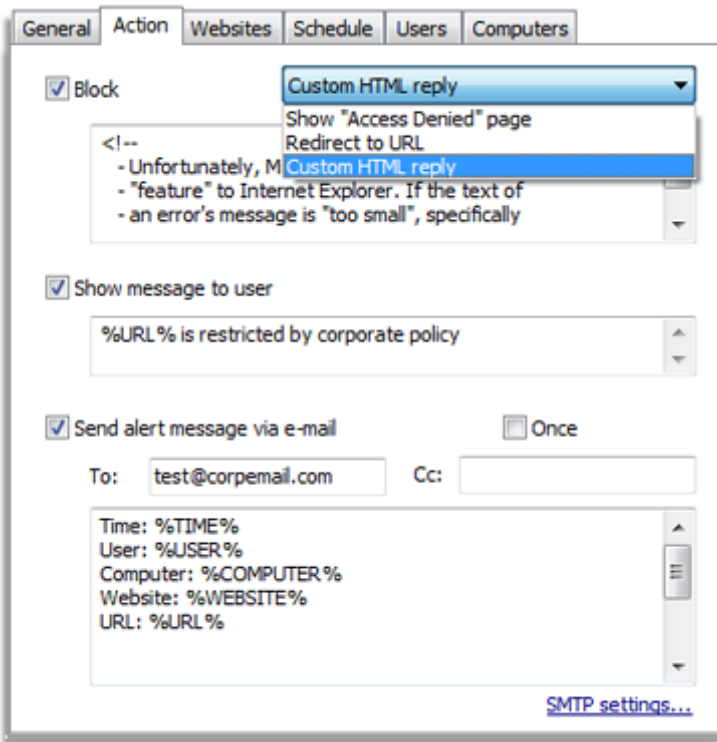 General Action Websites Schedule Users Computers
Block Custom HTML reply
Show "Access Denied" page
Redirect to URL
Custom HTML reply
<!--
- Unfortunately, M
- "feature" to Internet Explorer. If the text of
- an error's message is "too small", specifically
Show message to user
%URL% is restricted by corporate policy
Send alert message via e-mail Once
To: test@corpemail.com Cc:
Time: %TIME%
User: %USER%
Computer: %COMPUTER%
Website: %WEBSITE%
URL: %URL%
SMTP settings...